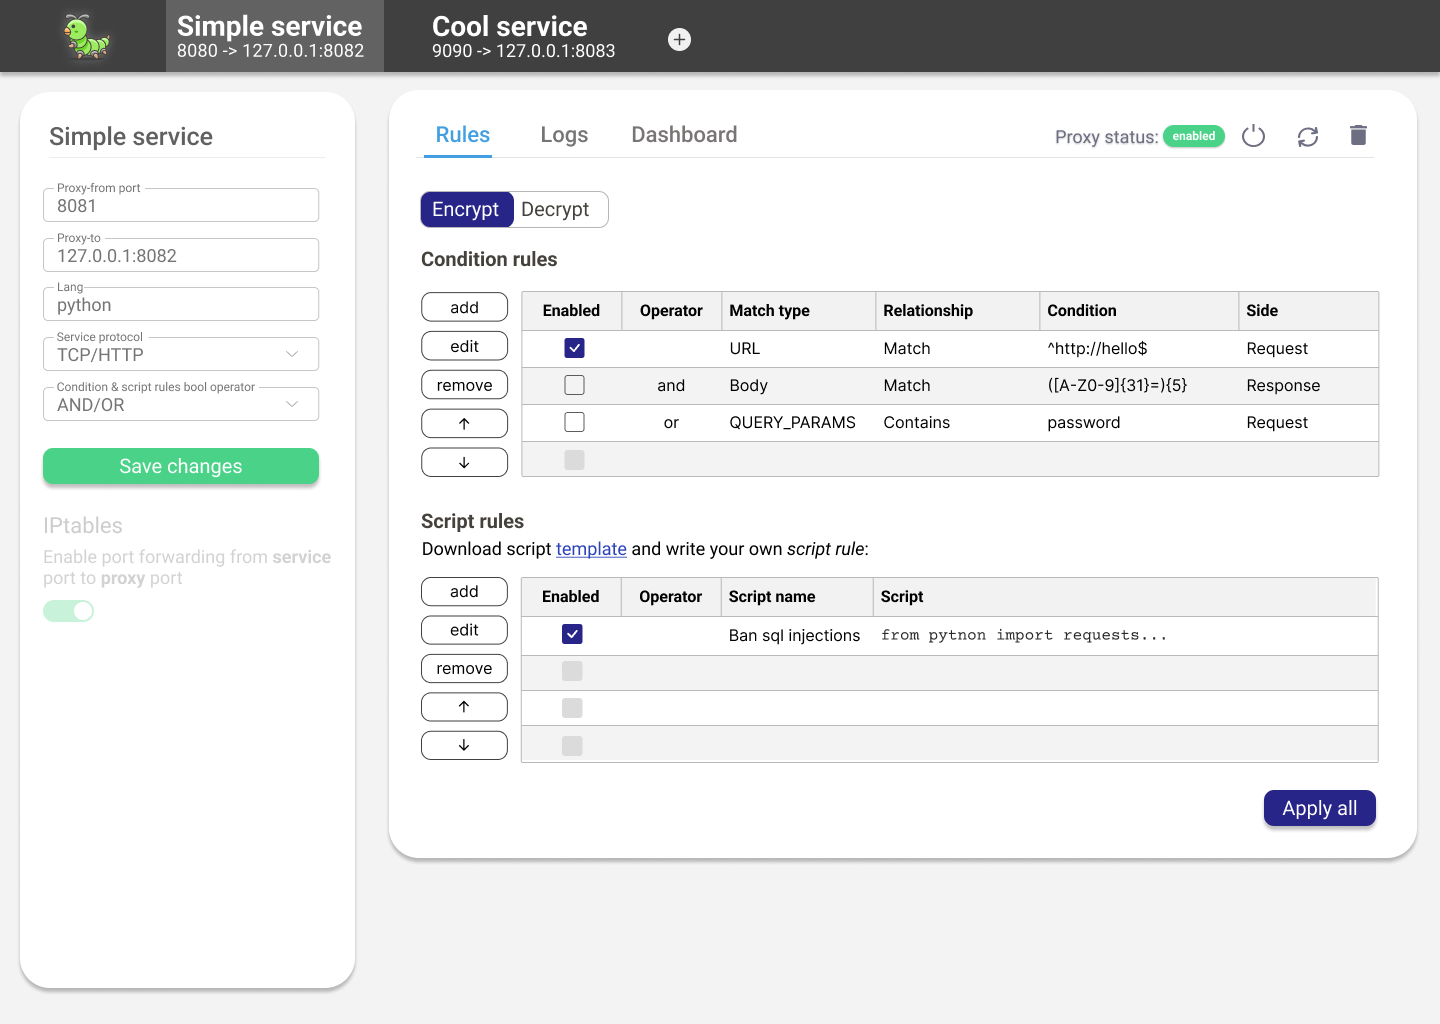 Simple service
8080 -> 127.0.0.1:8082
Cool service
9090 -> 127.0.0.1:8083
Simple service
Proxy-from port
8081
Proxy-to
127.0.0.1:8082
Lang
python
Service protocol
TCP/HTTP
Condition & script rules bool operator
AND/OR
Save changes
IPtables
Enable port forwarding from service
port to proxy port
Rules Logs Dashboard
Proxy status: enabled
Encrypt Decrypt
Condition rules
add
edit
remove
↑
↓
Enabled Operator Match type Relationship Condition Side
URL Match ^http://hello$ Request
and Body Match ([A-Z0-9]{31}=){5} Response
or QUERY_PARAMS Contains password Request
Script rules
Download script template and write your own script rule:
add
edit
remove
↑
↓
Enabled Operator Script name Script
Ban sql injections from pytnon import requests...
Apply all